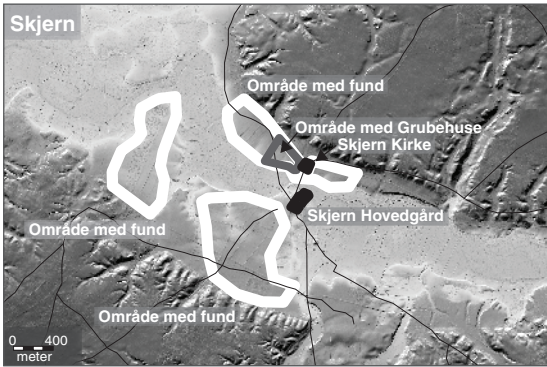 Skjern
Område med fund
Område med Grubehuse
Skjern Kirke
Skjern Hovedgård
Område med fund
Område med fund
0 400
meter